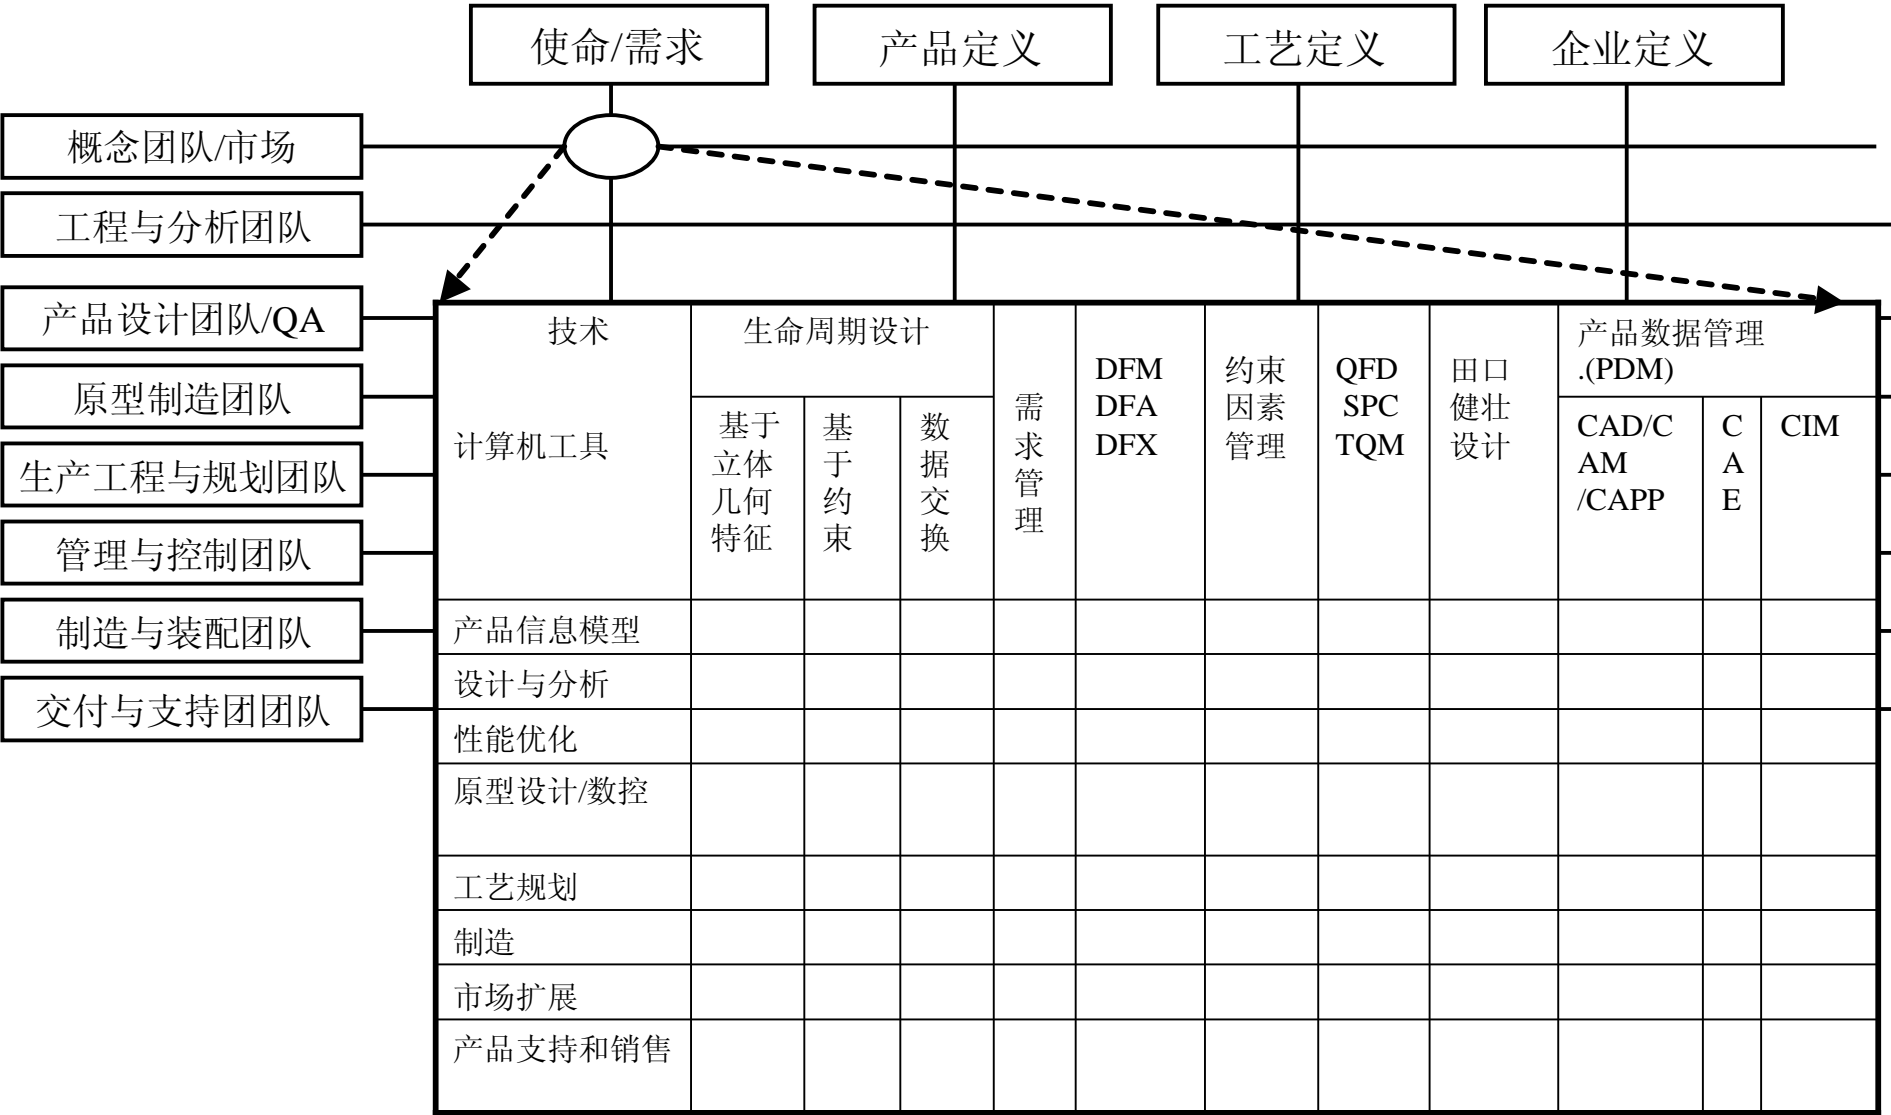 使命/需求
产品定义
工艺定义
企业定义
概念团队/市场
工程与分析团队
产品设计团队/QA
原型制造团队
生产工程与规划团队
管理与控制团队
制造与装配团队
交付与支持团团队
技术
计算机工具
生命周期设计
基于
立体
几何
特征
基
于
约
束
数
据
交
换
需
求
管
理
DFM
DFA
DFX
约束
因素
管理
QFD
SPC
TQM
田口
健壮
设计
产品数据管理
.(PDM)
CAD/C
AM
/CAPP
C
A
E
CIM
产品信息模型
设计与分析
性能优化
原型设计/数控
工艺规划
制造
市场扩展
产品支持和销售